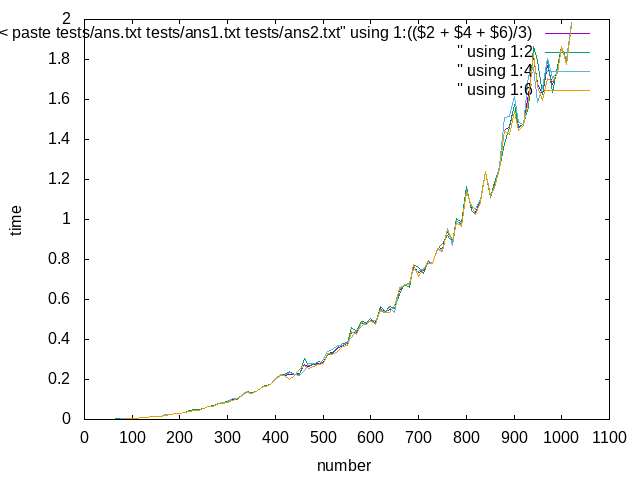 2
< paste tests/ans.txt tests/ans1.txt tests/ans2.txt" using 1:(($2 + $4 + $6)/3)
1.8
'' using 1:2
'' using 1:4
1.6
'' using 1:6
1.4
1.2
1
time
0.8
0.6
0.4
0.2
0
0 100 200 300 400 500 600 700 800 900 1000 1100
number